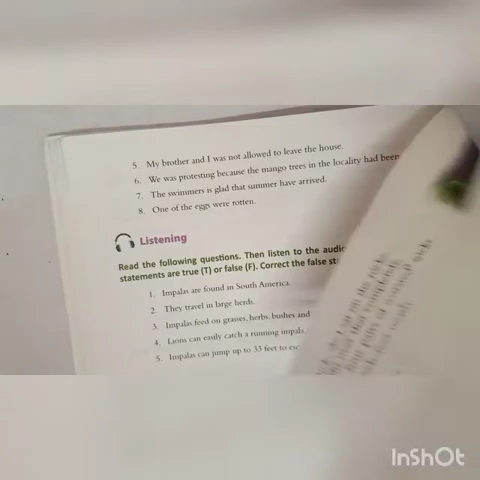 5. My brother and I was not allowed to leave the house.
6. We was protesting because the mango trees in the locality had been
7. The swimmers is glad that summer have arrived.
8. One of the eggs were rotten.
Listening
Read the following questions. Then listen to the audio
statements are true (T) or false (F). Correct the false st
1. Impalas are found in South America.
2. They travel in large herds.
3. Impalas feed on grasses, herbs, bushes and
4. Lions can easily catch a running impala.
5. Impalas can jump up to 33 feet to esc
InShOt